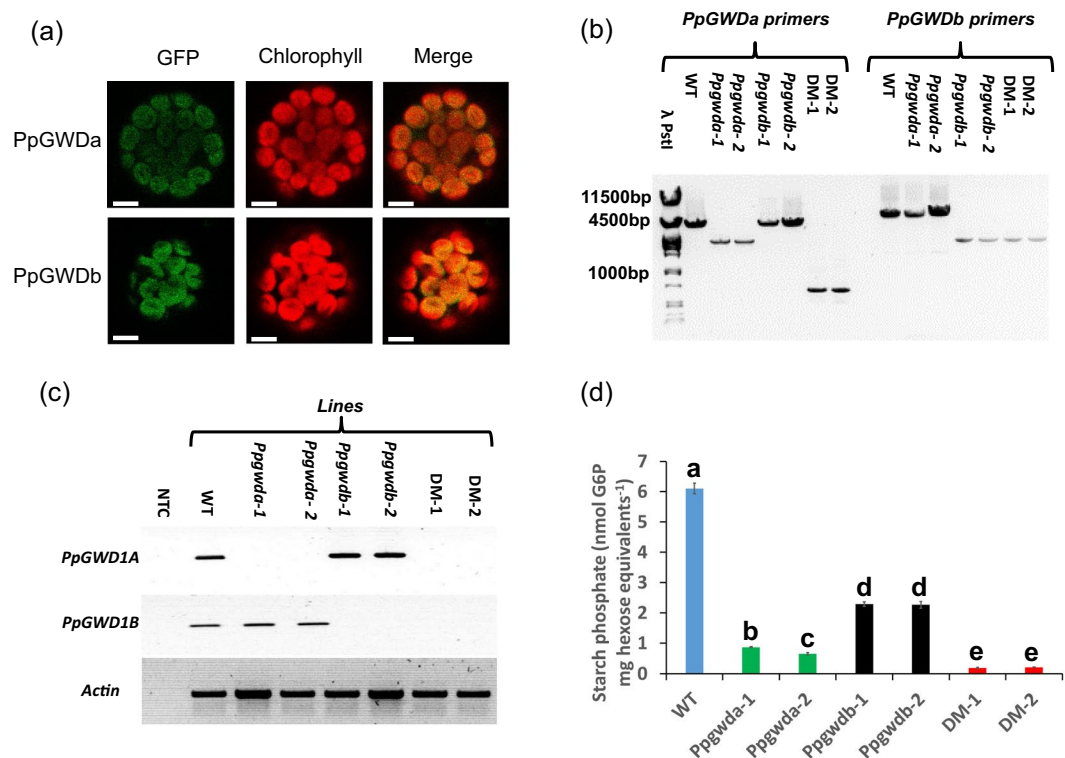 (a)
GFP
Chlorophyll
Merge
PpGWDa
PpGWDb
(b)
PpGWDa primers
PpGWDb primers
λ PstI
WT
Ppgwda-1
Ppgwda- 2
Ppgwdb-1
Ppgwdb- 2
DM-1
DM-2
WT
Ppgwda-1
Ppgwda- 2
Ppgwdb-1
Ppgwdb- 2
DM-1
DM-2
11500bp
4500bp
1000bp
(c)
Lines
NTC
WT
Ppgwda-1
Ppgwda- 2
Ppgwdb-1
Ppgwdb-2
DM-1
DM-2
PpGWD1A
PpGWD1B
Actin
(d)
Starch phosphate (nmol G6P
mg hexose equivalents⁻¹)
7
6
5
4
3
2
1
0
a
b
c
d
d
e
e
WT
Ppgwda-1
Ppgwda-2
Ppgwdb-1
Ppgwdb-2
DM-1
DM-2